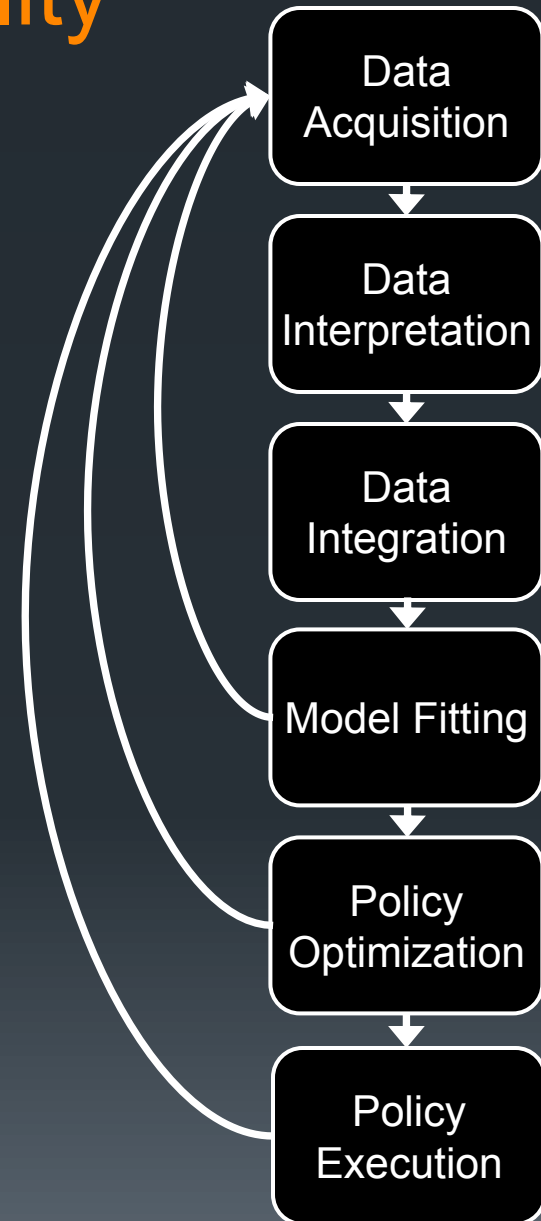 Data
Acquisition
Data
Interpretation
Data
Integration
Model Fitting
Policy
Optimization
Policy
Execution